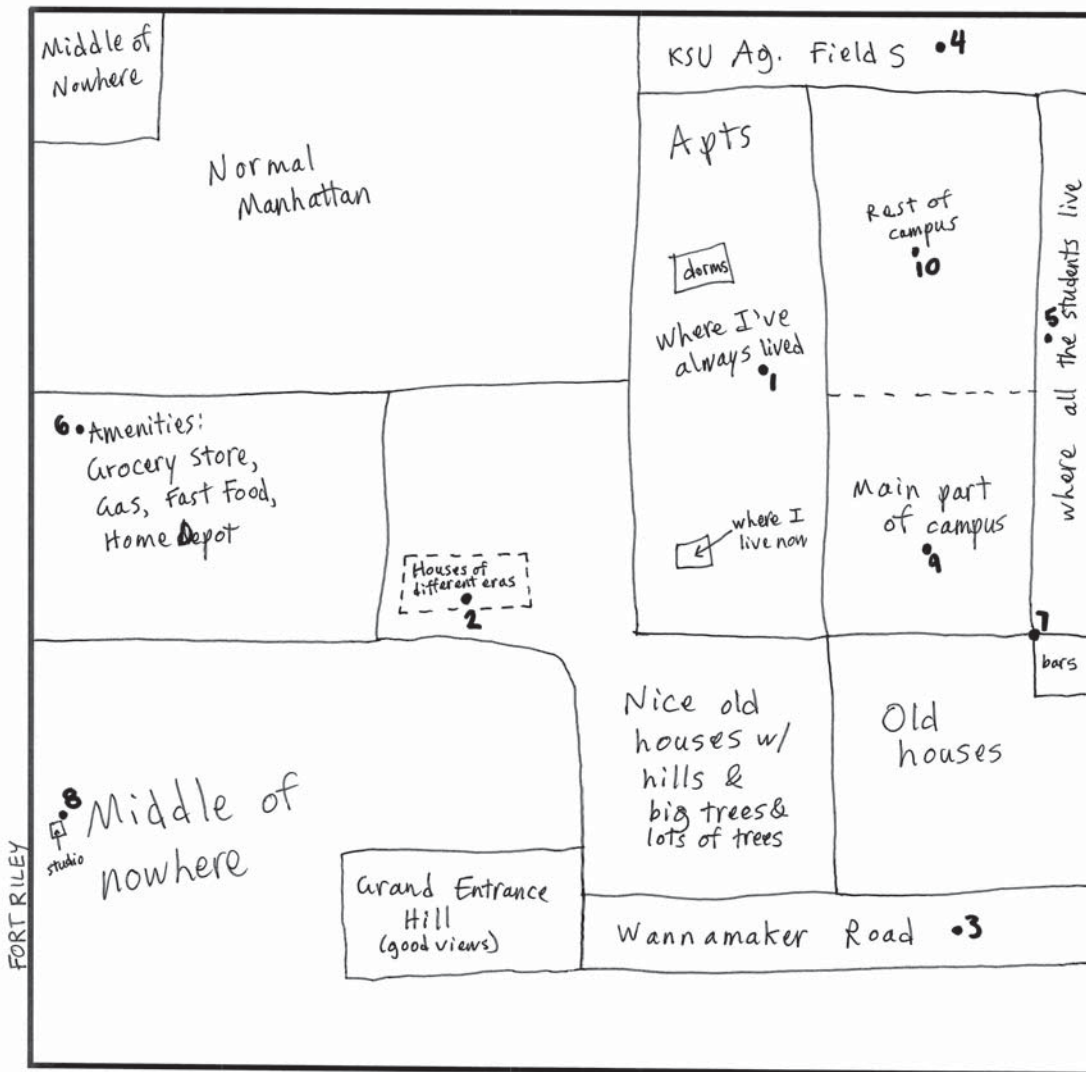 Middle of
Nowhere
KSU Ag. Fields •4
Normal
Manhattan
Apts
dorms
where I've
always lived
•1
Rest of
campus
•
10
where all the students live
5
•
6 • Amenities:
Grocery Store,
Gas, Fast Food,
Home Depot
Houses of
different eras
•
2
where I
live now
Main part
of campus
•
9
7
•
bars
Nice old
houses w/
hills &
big trees &
lots of trees
Old
houses
•8
studio
Middle of
nowhere
FORT RILEY
Grand Entrance
Hill
(good views)
Wannamaker Road •3